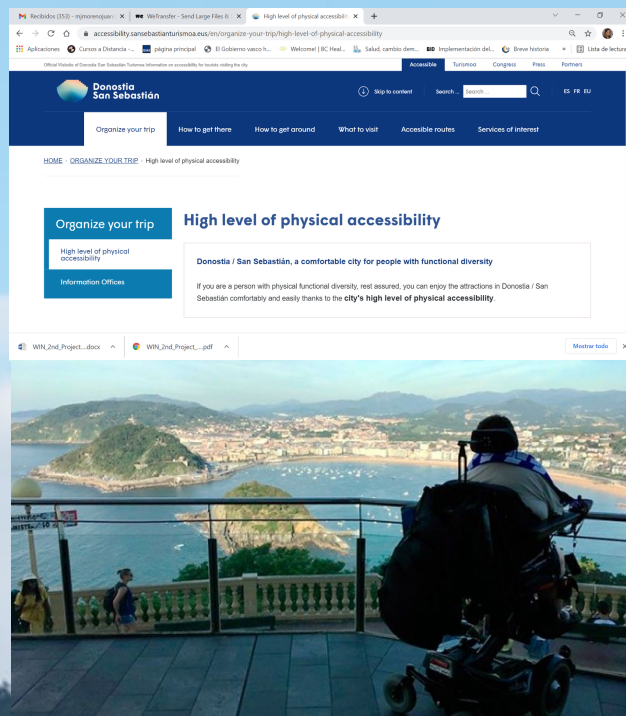 Recibidos (353) - mjmorenojuare
WeTransfer - Send Large Files &
High level of physical accessibilit
accessibility.sansebastianturismoa.eus/en/organize-your-trip/high-level-of-physical-accessibility
Aplicaciones
Cursos a Distancia -...
página principal
El Gobierno vasco h...
Welcome! | BC Heal...
Salud, cambio dem...
BID Implementación del...
Breve historia
»
Lista de lectura
Official Website of Donostia San Sebastián Turismoa Information on accessibility for tourists visiting the city
Accessible Turismoa Congress Press Partners
Donostia
San Sebastián
Skip to content
Search ... Search ...
ES FR EU
Organize your trip How to get there How to get around What to visit Accesible routes Services of interest
HOME · ORGANIZE YOUR TRIP · High level of physical accessibility
Organize your trip
High level of physical
accessibility
Information Offices
High level of physical accessibility
Donostia / San Sebastián, a comfortable city for people with functional diversity
If you are a person with physical functional diversity, rest assured, you can enjoy the attractions in Donostia / San
Sebastián comfortably and easily thanks to the city's high level of physical accessibility.
WIN_2nd_Project....docx
WIN_2nd_Project_....pdf
Mostrar todo